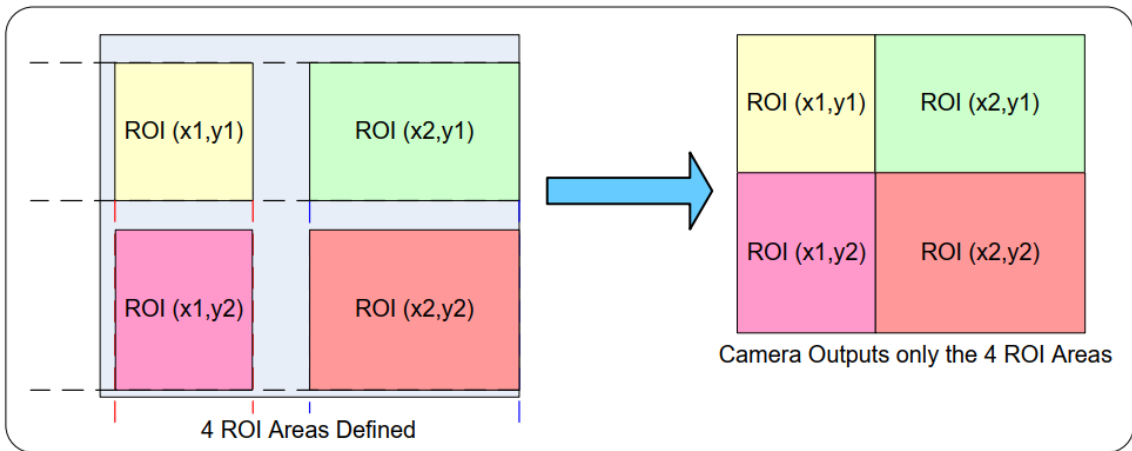 ROI (x1,y1)
ROI (x2,y1)
ROI (x1,y2)
ROI (x2,y2)
4 ROI Areas Defined
ROI (x1,y1)
ROI (x2,y1)
ROI (x1,y2)
ROI (x2,y2)
Camera Outputs only the 4 ROI Areas